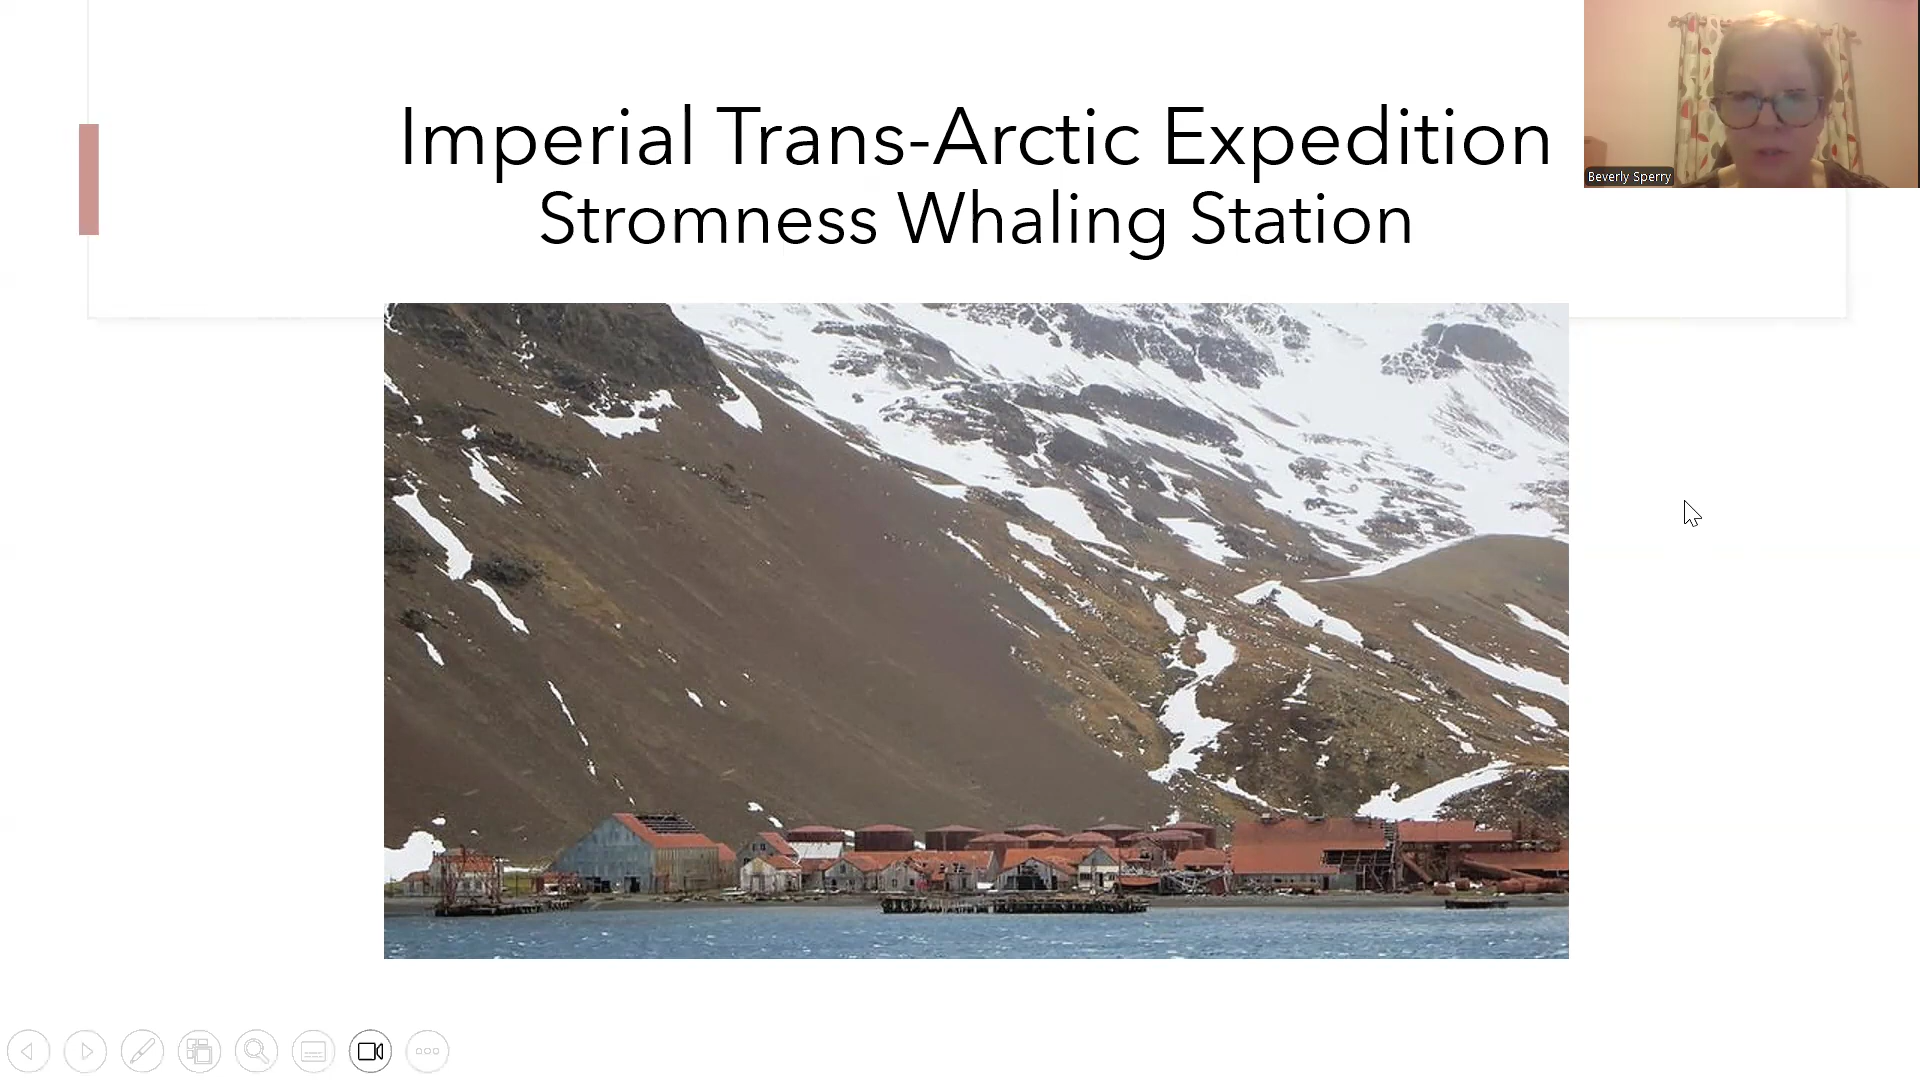 Imperial Trans-Arctic Expedition
Stromness Whaling Station
Beverly Sperry